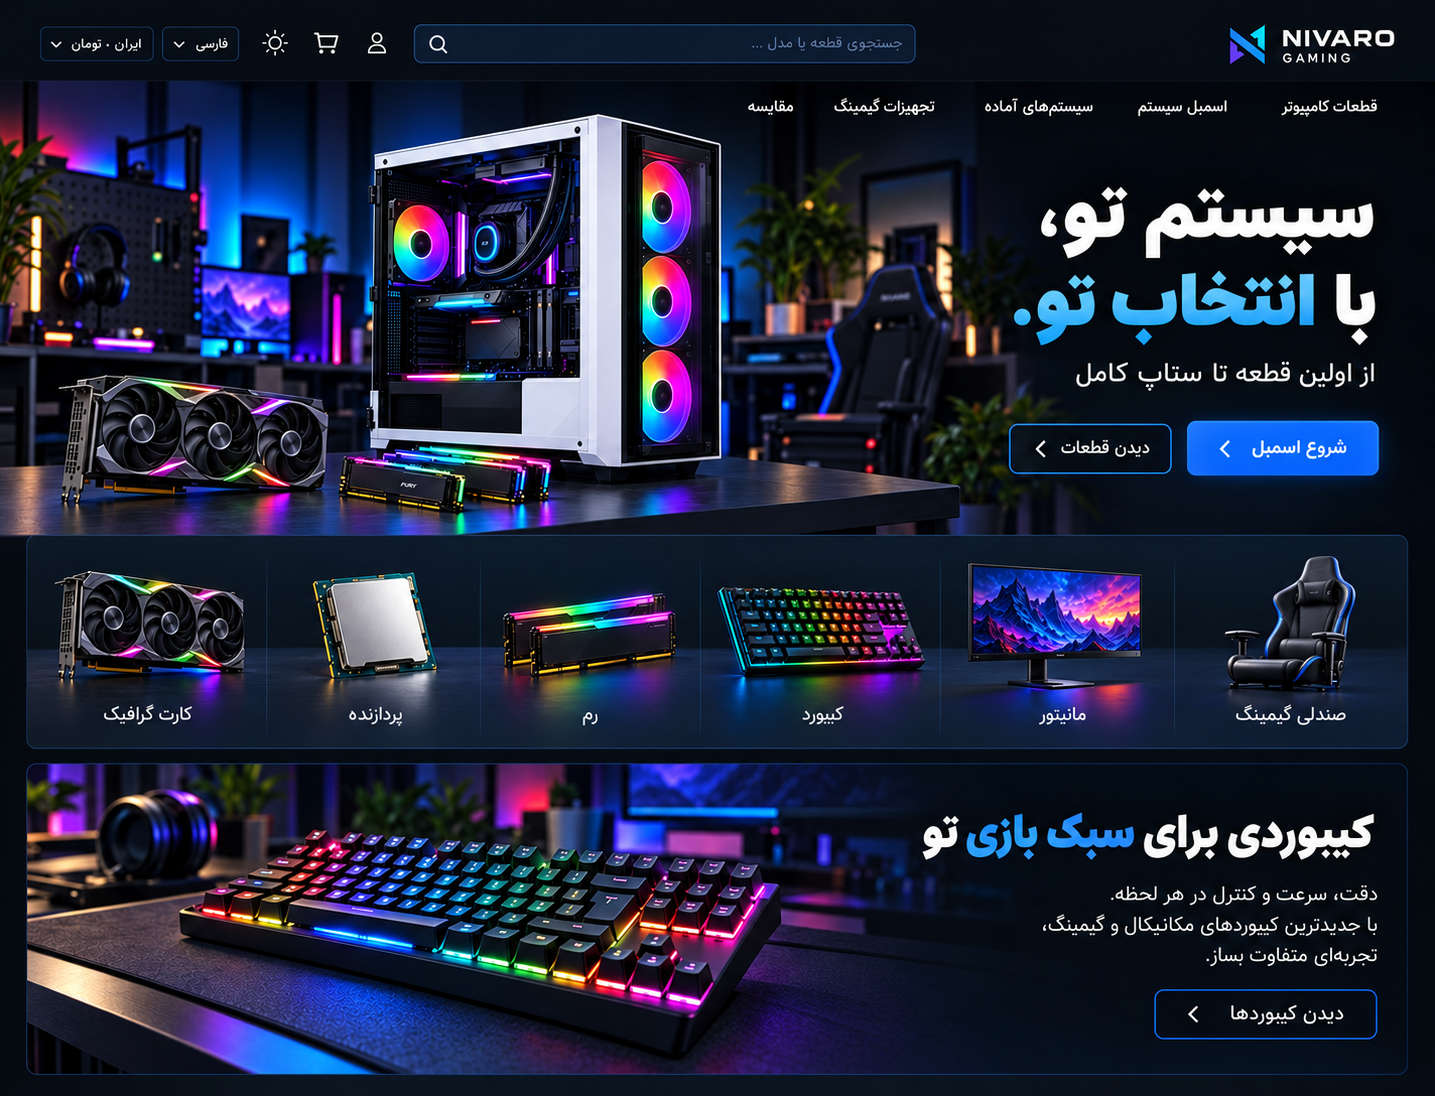 NIVARO
GAMING
جستجوی قطعه یا مدل ...
فارسی
ایران · تومان
قطعات کامپیوتر
اسمبل سیستم
سیستم‌های آماده
تجهیزات گیمینگ
مقایسه
سیستم تو،
با انتخاب تو.
از اولین قطعه تا ستاپ کامل
شروع اسمبل
دیدن قطعات
NIVARO
FURY
صندلی گیمینگ
مانیتور
کیبورد
رم
پردازنده
کارت گرافیک
کیبوردی برای سبک بازی تو
دقت، سرعت و کنترل در هر لحظه.
با جدیدترین کیبوردهای مکانیکال و گیمینگ،
تجربه‌ای متفاوت بساز.
دیدن کیبوردها